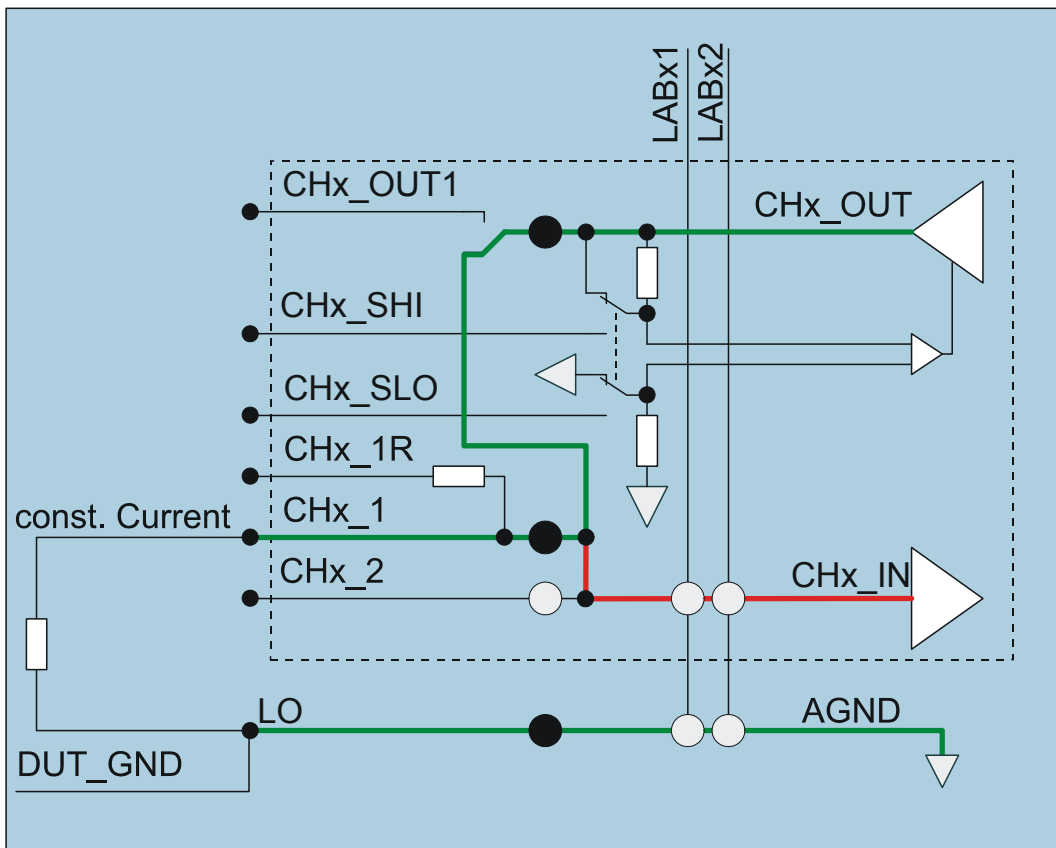 LABx1
LABx2
CHx_OUT1
CHx_OUT
CHx_SHI
CHx_SLO
CHx_1R
const. Current
CHx_1
CHx_2
CHx_IN
LO
AGND
DUT_GND